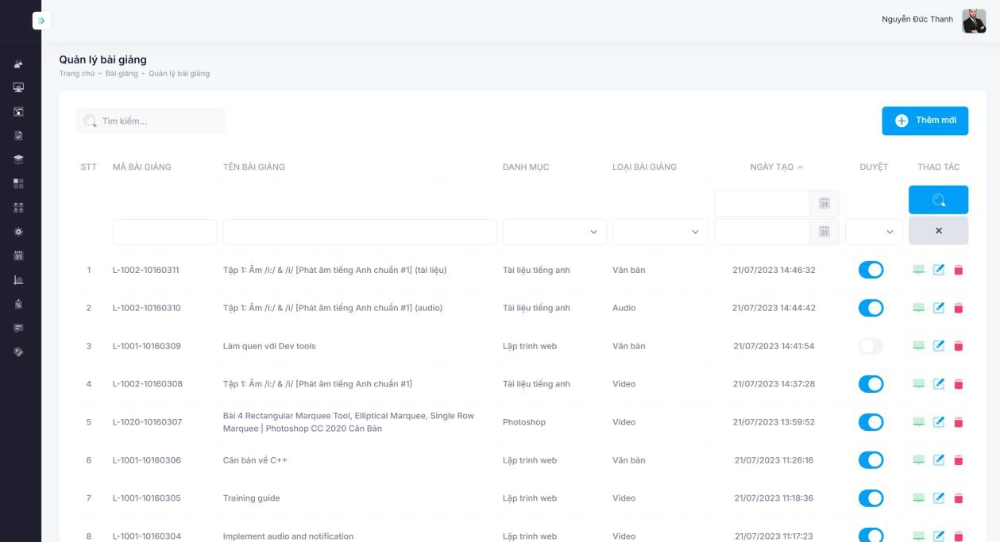 Nguyễn Đức Thanh
Quản lý bài giảng
Trang chủ - Bài giảng - Quản lý bài giảng
Tìm kiếm...
Thêm mới
STT MÃ BÀI GIẢNG TÊN BÀI GIẢNG DANH MỤC LOẠI BÀI GIẢNG NGÀY TẠO DUYỆT THAO TÁC
31
31
31
1 L-1002-10160311 Tập 1: Âm /i:/ & /i/ [Phát âm tiếng Anh chuẩn #1] (tài liệu) Tài liệu tiếng anh Văn bản 21/07/2023 14:46:32
2 L-1002-10160310 Tập 1: Âm /i:/ & /i/ [Phát âm tiếng Anh chuẩn #1] (audio) Tài liệu tiếng anh Audio 21/07/2023 14:44:42
3 L-1001-10160309 Làm quen với Dev tools Lập trình web Văn bản 21/07/2023 14:41:54
4 L-1002-10160308 Tập 1: Âm /i:/ & /i/ [Phát âm tiếng Anh chuẩn #1] Tài liệu tiếng anh Video 21/07/2023 14:37:28
5 L-1020-10160307 Bài 4 Rectangular Marquee Tool, Elliptical Marquee, Single Row Photoshop Video 21/07/2023 13:59:52
Marquee | Photoshop CC 2020 Căn Bản
6 L-1001-10160306 Căn bản về C++ Lập trình web Văn bản 21/07/2023 11:26:16
7 L-1001-10160305 Training guide Lập trình web Video 21/07/2023 11:18:36
8 L-1001-10160304 Implement audio and notification Lập trình web Video 21/07/2023 11:17:23